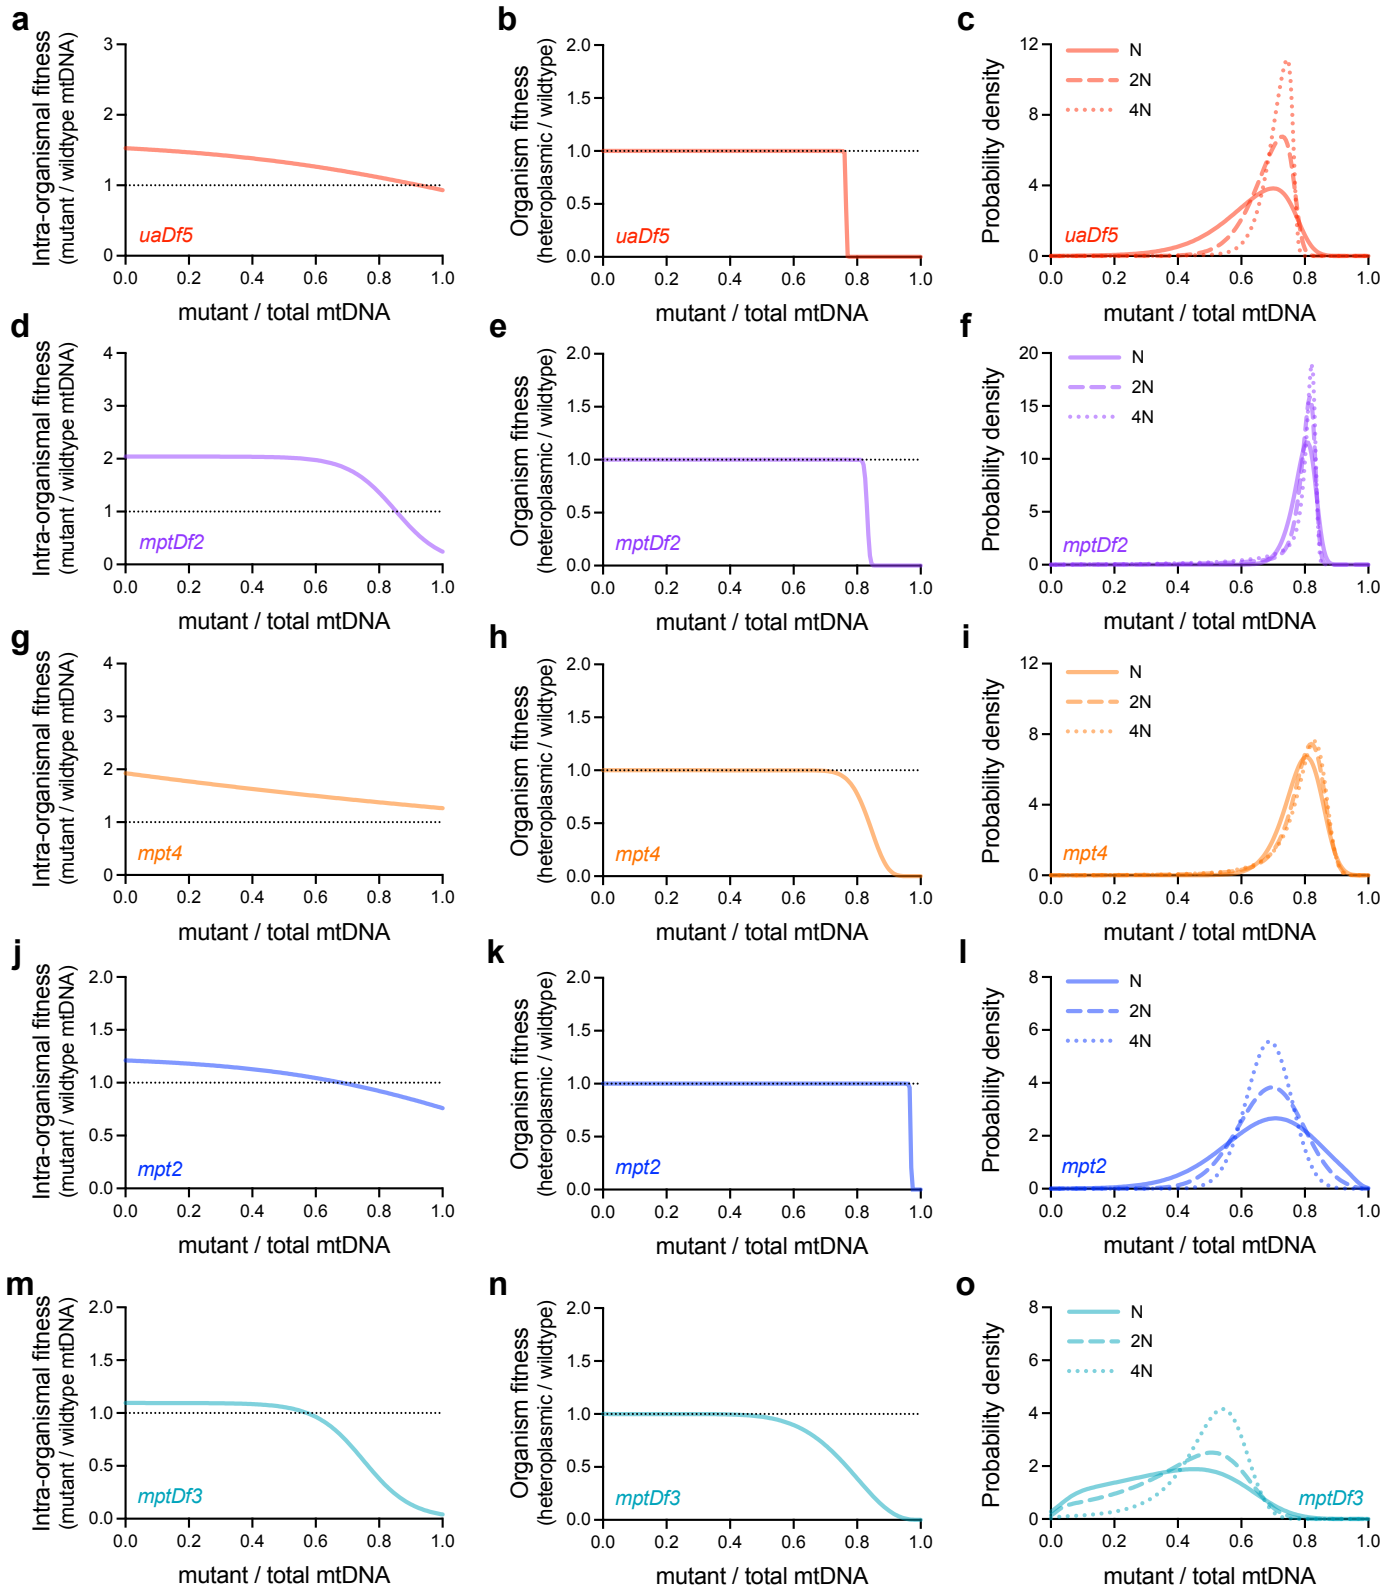 a
Intra-organismal fitness
(mutant / wildtype mtDNA)
3
2
1
0
uaDf5
0.0 0.2 0.4 0.6 0.8 1.0
mutant / total mtDNA
b
Organism fitness
(heteroplasmic / wildtype)
2.0
1.5
1.0
0.5
0.0
uaDf5
0.0 0.2 0.4 0.6 0.8 1.0
mutant / total mtDNA
c
Probability density
12
8
4
0
N
2N
4N
uaDf5
0.0 0.2 0.4 0.6 0.8 1.0
mutant / total mtDNA
d
Intra-organismal fitness
(mutant / wildtype mtDNA)
4
3
2
1
0
mptDf2
0.0 0.2 0.4 0.6 0.8 1.0
mutant / total mtDNA
e
Organism fitness
(heteroplasmic / wildtype)
2.0
1.5
1.0
0.5
0.0
mptDf2
0.0 0.2 0.4 0.6 0.8 1.0
mutant / total mtDNA
f
Probability density
20
15
10
5
0
N
2N
4N
mptDf2
0.0 0.2 0.4 0.6 0.8 1.0
mutant / total mtDNA
g
Intra-organismal fitness
(mutant / wildtype mtDNA)
4
3
2
1
0
mpt4
0.0 0.2 0.4 0.6 0.8 1.0
mutant / total mtDNA
h
Organism fitness
(heteroplasmic / wildtype)
2.0
1.5
1.0
0.5
0.0
mpt4
0.0 0.2 0.4 0.6 0.8 1.0
mutant / total mtDNA
i
Probability density
12
8
4
0
N
2N
4N
mpt4
0.0 0.2 0.4 0.6 0.8 1.0
mutant / total mtDNA
j
Intra-organismal fitness
(mutant / wildtype mtDNA)
2.0
1.5
1.0
0.5
0.0
mpt2
0.0 0.2 0.4 0.6 0.8 1.0
mutant / total mtDNA
k
Organism fitness
(heteroplasmic / wildtype)
2.0
1.5
1.0
0.5
0.0
mpt2
0.0 0.2 0.4 0.6 0.8 1.0
mutant / total mtDNA
l
Probability density
8
6
4
2
0
N
2N
4N
mpt2
0.0 0.2 0.4 0.6 0.8 1.0
mutant / total mtDNA
m
Intra-organismal fitness
(mutant / wildtype mtDNA)
2.0
1.5
1.0
0.5
0.0
mptDf3
0.0 0.2 0.4 0.6 0.8 1.0
mutant / total mtDNA
n
Organism fitness
(heteroplasmic / wildtype)
2.0
1.5
1.0
0.5
0.0
mptDf3
0.0 0.2 0.4 0.6 0.8 1.0
mutant / total mtDNA
o
Probability density
8
6
4
2
0
N
2N
4N
mptDf3
0.0 0.2 0.4 0.6 0.8 1.0
mutant / total mtDNA